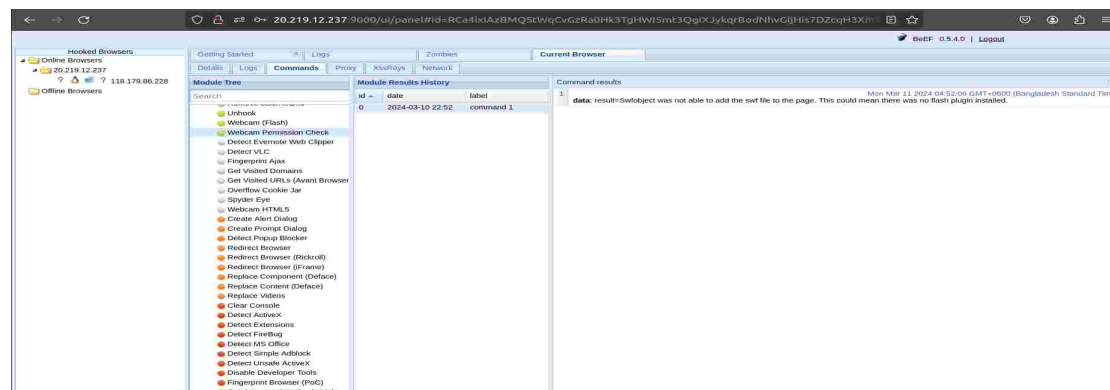 20.219.12.237:9000/ui/panel#id=
BeEF 0.5.4.0 | Logout
Hooked Browsers
Online Browsers
20.219.12.237
? ? 118.179.86.228
Offline Browsers
Getting Started Logs Zombies Current Browser
Details Logs Commands Proxy XssRays Network
Module Tree
Search
Unhook
Webcam (Flash)
Webcam Permission Check
Detect Evernote Web Clipper
Detect VLC
Fingerprint Ajax
Get Visited Domains
Get Visited URLs (Avant Browser
Overflow Cookie Jar
Spyder Eye
Webcam HTML5
Create Alert Dialog
Create Prompt Dialog
Detect Popup Blocker
Redirect Browser
Redirect Browser (Rickroll)
Redirect Browser (iFrame)
Replace Component (Deface)
Replace Content (Deface)
Replace Videos
Clear Console
Detect ActiveX
Detect Extensions
Detect FireBug
Detect MS Office
Detect Simple Adblock
Detect Unsafe ActiveX
Disable Developer Tools
Fingerprint Browser (PoC)
Module Results History
id date label
0 2024-03-10 22:52 command 1
Command results
1 Mon Mar 11 2024 04:52:06 GMT+0600 (Bangladesh Standard Tim
data: result=Swfobject was not able to add the swf file to the page. This could mean there was no flash plugin installed.